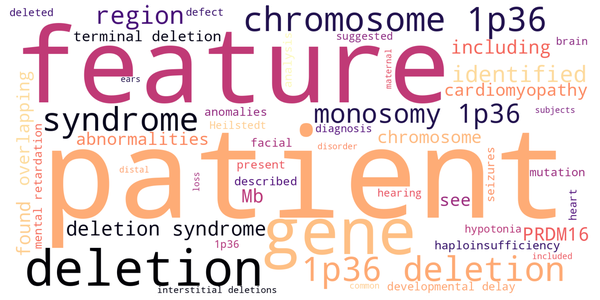 deleted
region
defect
chromosome 1p36
terminal deletion
suggested
brain
feature
including
ears
maternal
identified
cardiomyopathy
overlapping
syndrome
anomalies
Heilstedt
monosomy 1p36
subjects
diagnosis
abnormalities
facial
disorder
chromosome
mental retardation
found
patient
distal
present
described
loss
Mb
hearing
see
seizures
mutation
heart
gene
deletion syndrome
hypotonia
PRDM16
1p36
haploinsufficiency
included
deletion
1p36 deletion
interstitial deletions
common
developmental delay